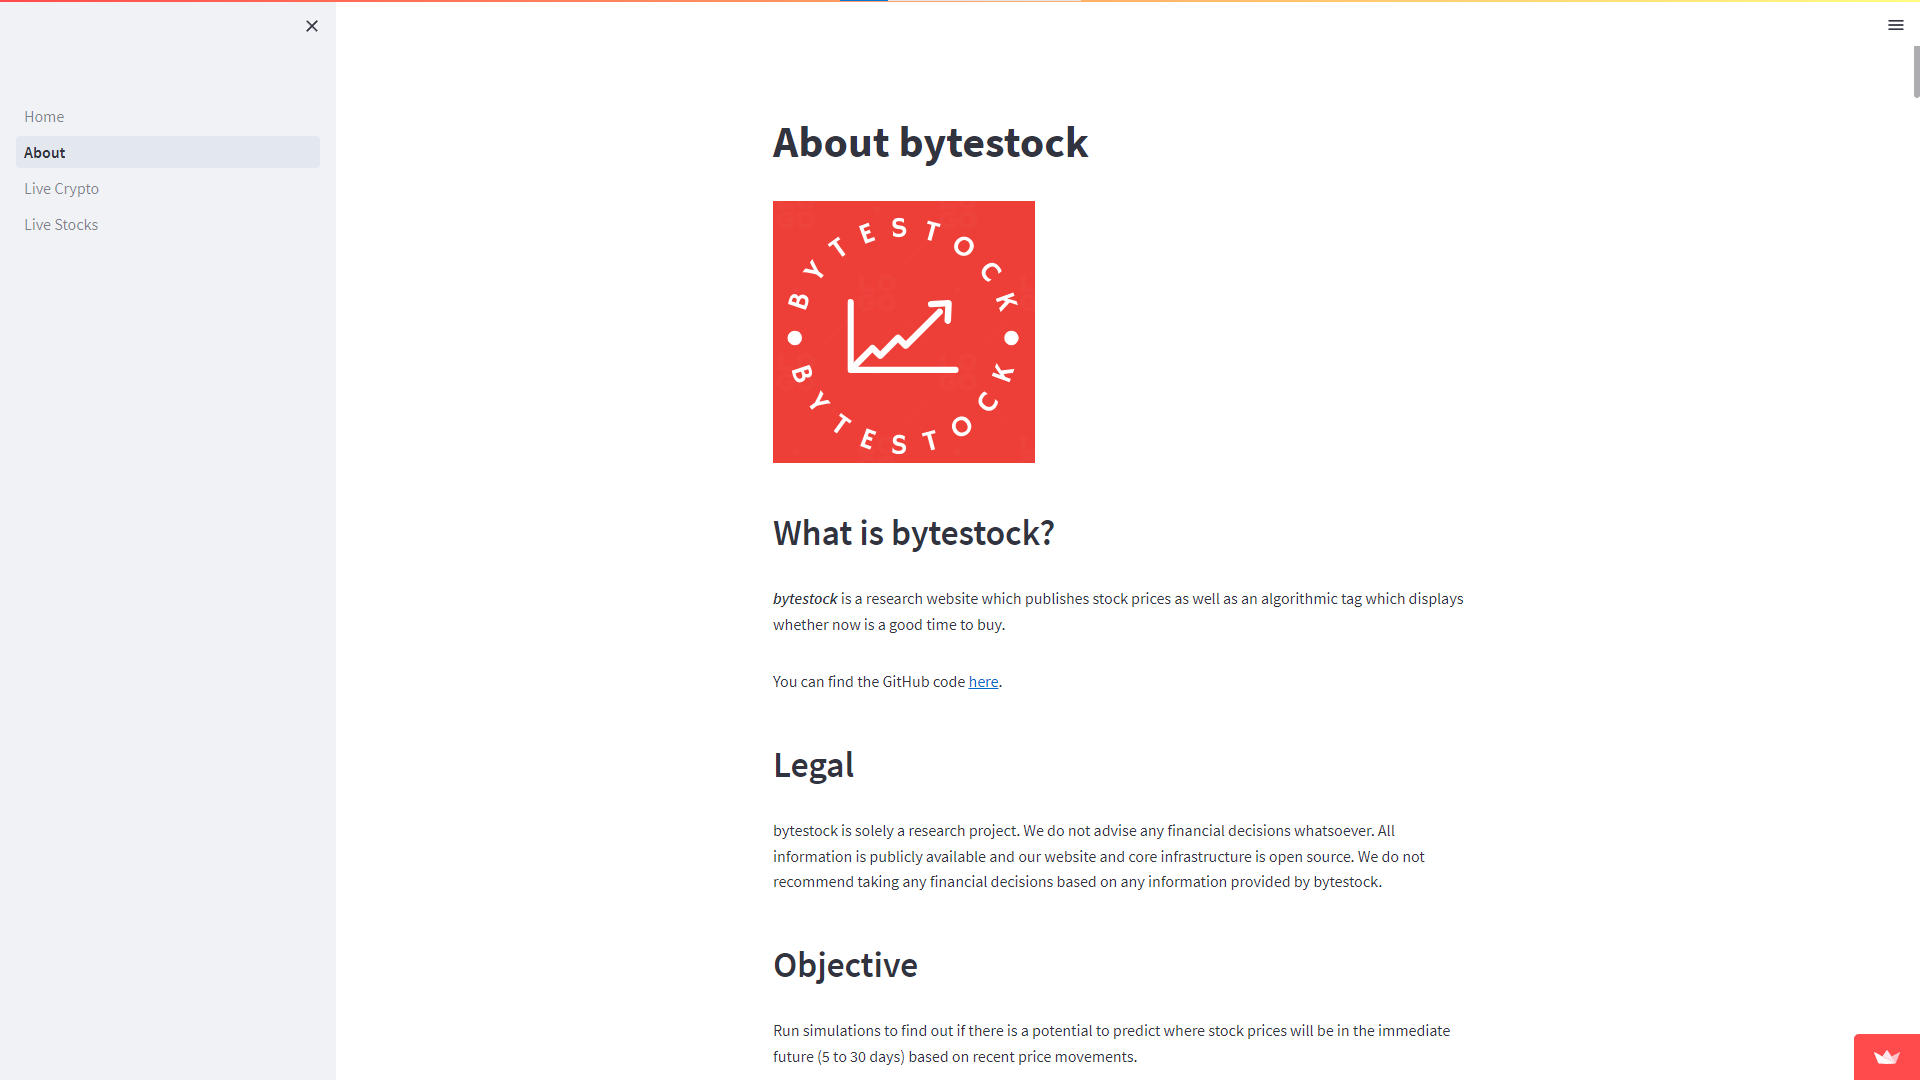 Home
About
Live Crypto
Live Stocks
About bytestock
BYTESTOCK
BYTESTOCK
What is bytestock?
bytestock is a research website which publishes stock prices as well as an algorithmic tag which displays
whether now is a good time to buy.
You can find the GitHub code here.
Legal
bytestock is solely a research project. We do not advise any financial decisions whatsoever. All
information is publicly available and our website and core infrastructure is open source. We do not
recommend taking any financial decisions based on any information provided by bytestock.
Objective
Run simulations to find out if there is a potential to predict where stock prices will be in the immediate
future (5 to 30 days) based on recent price movements.